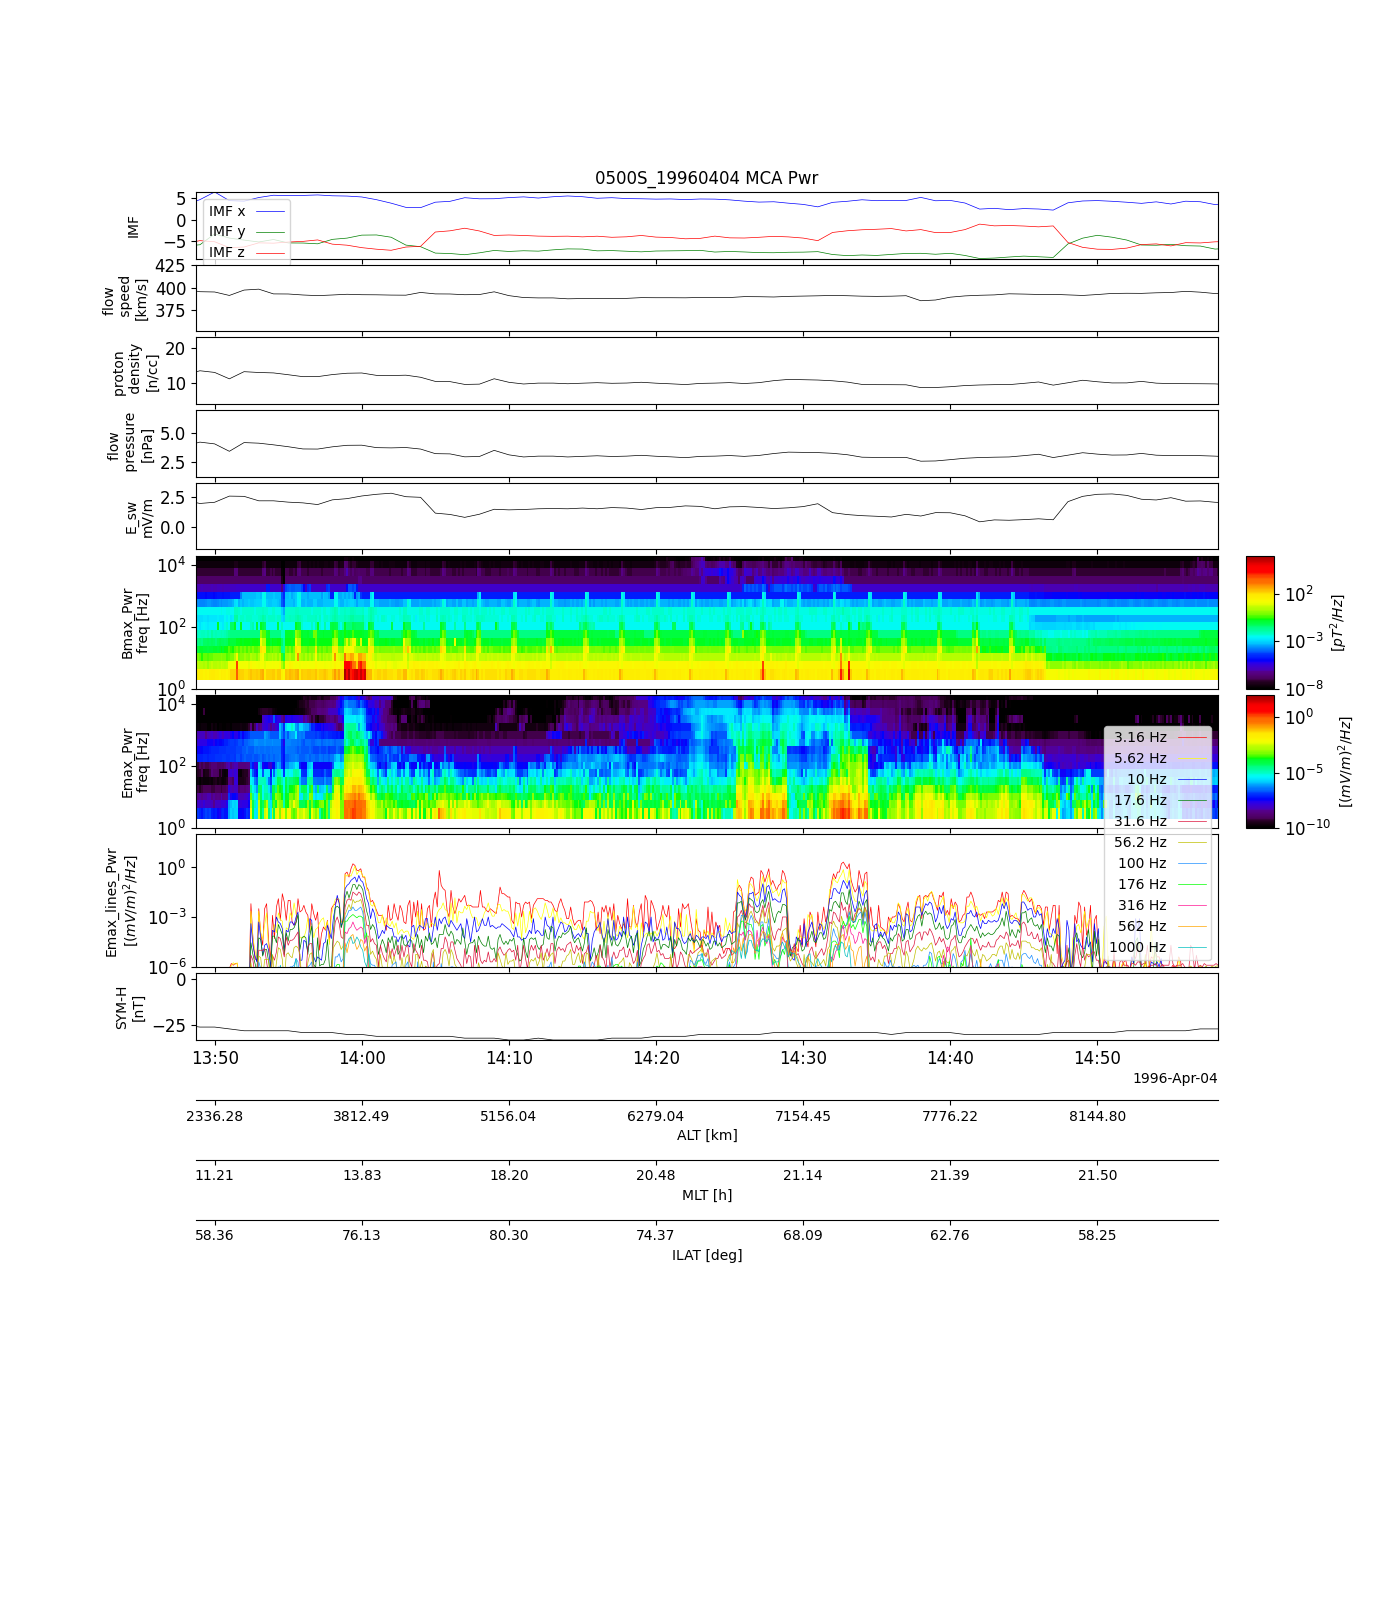 0500S_19960404 MCA Pwr
IMF
5
0
−5
IMF x
IMF y
IMF z
flow
speed
[km/s]
425
400
375
proton
density
[n/cc]
20
10
flow
pressure
[nPa]
5.0
2.5
E_sw
mV/m
2.5
0.0
Bmax_Pwr
freq [Hz]
10^4
10^2
10^0
10^2
10^−3
10^−8
[pT^2/Hz]
Emax_Pwr
freq [Hz]
10^4
10^2
10^0
10^0
10^−5
10^−10
[(mV/m)^2/Hz]
3.16 Hz
5.62 Hz
10 Hz
17.6 Hz
31.6 Hz
56.2 Hz
100 Hz
176 Hz
316 Hz
562 Hz
1000 Hz
Emax_lines_Pwr
[(mV/m)^2/Hz]
10^0
10^−3
10^−6
SYM-H
[nT]
0
−25
13:50 14:00 14:10 14:20 14:30 14:40 14:50
1996-Apr-04
2336.28 3812.49 5156.04 6279.04 7154.45 7776.22 8144.80
ALT [km]
11.21 13.83 18.20 20.48 21.14 21.39 21.50
MLT [h]
58.36 76.13 80.30 74.37 68.09 62.76 58.25
ILAT [deg]